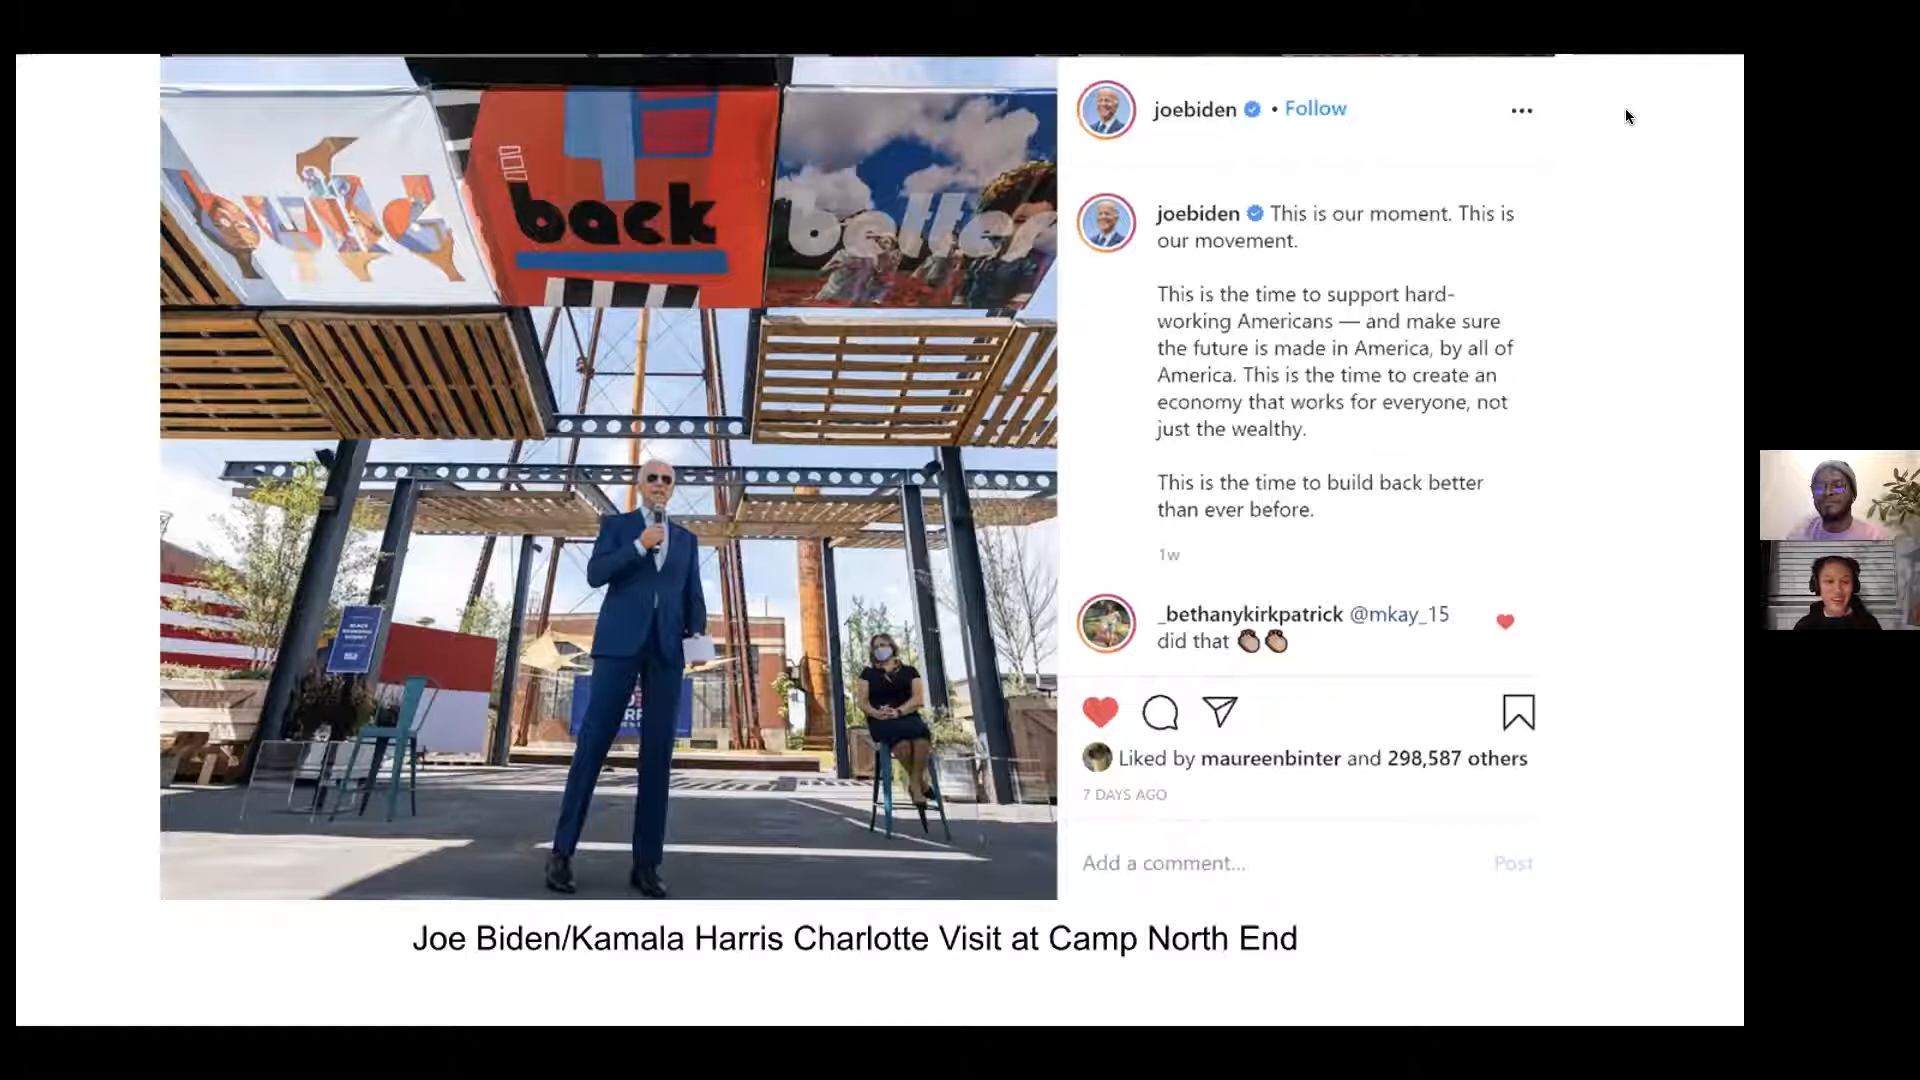 build
back
better
BLACK
ECONOMIC
SUMMIT
joebiden • Follow
joebiden This is our moment. This is
our movement.
This is the time to support hard-
working Americans — and make sure
the future is made in America, by all of
America. This is the time to create an
economy that works for everyone, not
just the wealthy.
This is the time to build back better
than ever before.
1w
_bethanykirkpatrick @mkay_15
did that
Liked by maureenbinter and 298,587 others
7 DAYS AGO
Add a comment...
Post
Joe Biden/Kamala Harris Charlotte Visit at Camp North End